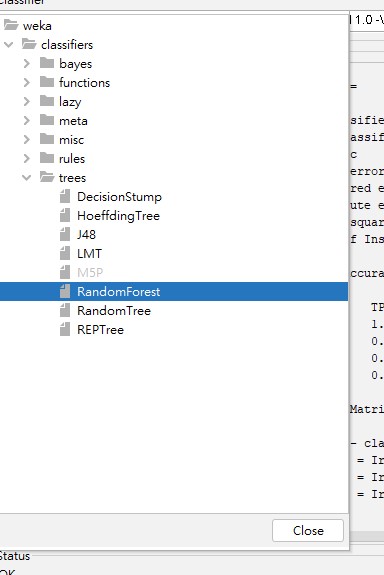 Classifier
weka
classifiers
bayes
functions
lazy
meta
misc
rules
trees
DecisionStump
HoeffdingTree
J48
LMT
M5P
RandomForest
RandomTree
REPTree
Close
1.0 -V
=
sifie
assif
c
error
red e
ute e
squar
f Ins
ccura
TP
1.
0.
0.
0.
Matri
- cla
= Ir
= Ir
= Ir
Status
OK